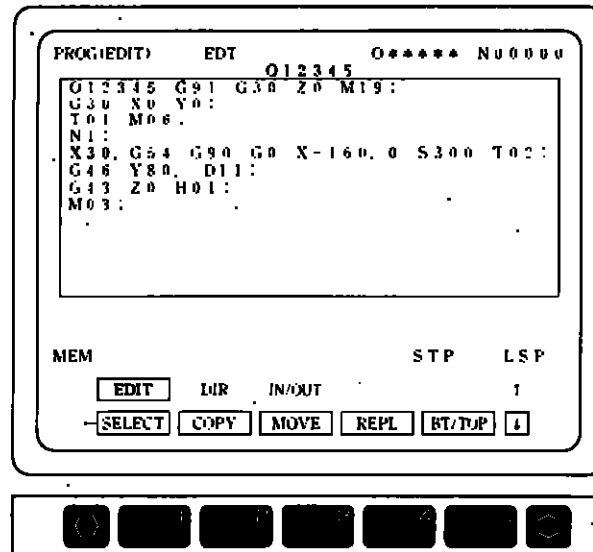 PROG(EDIT) EDT O***** N00000
O12345
O12345 G91 G30 Z0 M19;
G30 X0 Y0;
T01 M06;
N1;
X30. G54 G90 G0 X-160.0 S300 T02;
G46 Y80. D11;
G43 Z0 H01;
M03;
MEM STP LSP
EDIT DIR IN/OUT ↑
SELECT COPY MOVE REPL BT/TOP ↓